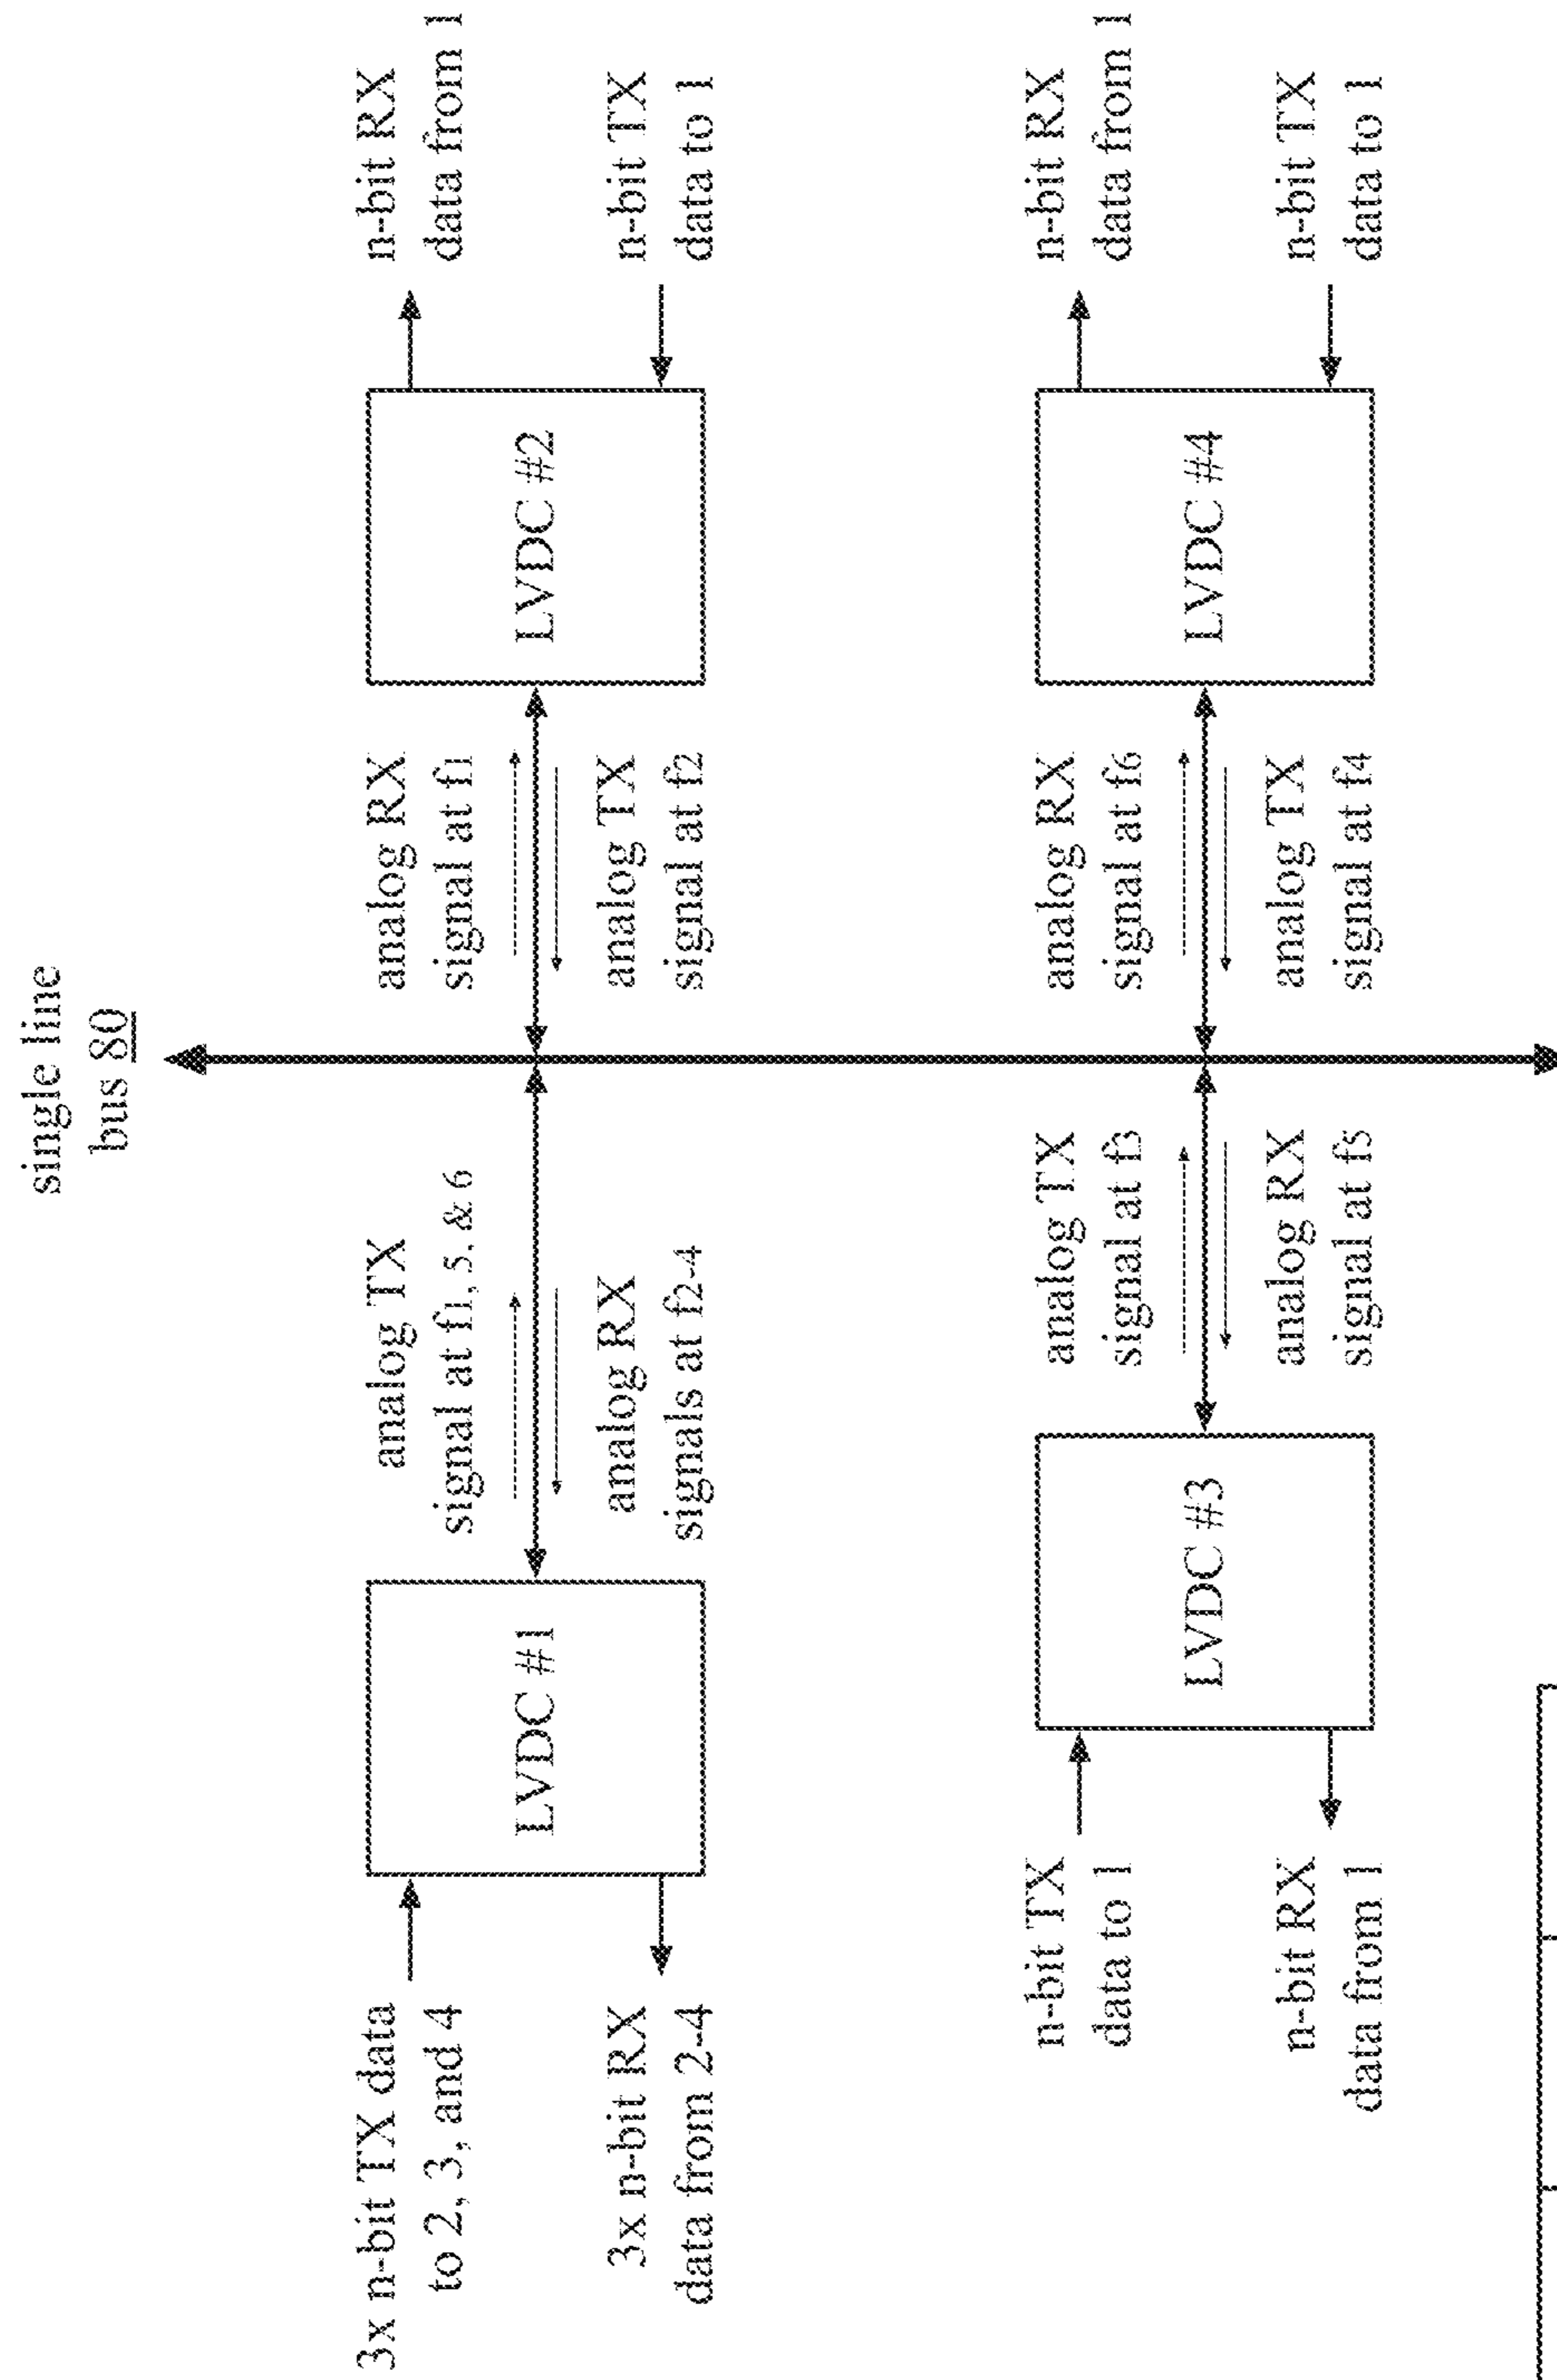 single line
bus 80
3x n-bit TX data
to 2, 3, and 4
LVDC #1
3x n-bit RX
data from 2-4
analog TX
signal at f1, 5, & 6
analog RX
signals at f2-4
analog RX
signal at f1
analog TX
signal at f2
LVDC #2
n-bit RX
data from 1
n-bit TX
data to 1
n-bit TX
data to 1
LVDC #3
n-bit RX
data from 1
analog TX
signal at f3
analog RX
signal at f5
analog RX
signal at f6
analog TX
signal at f4
LVDC #4
n-bit RX
data from 1
n-bit TX
data to 1